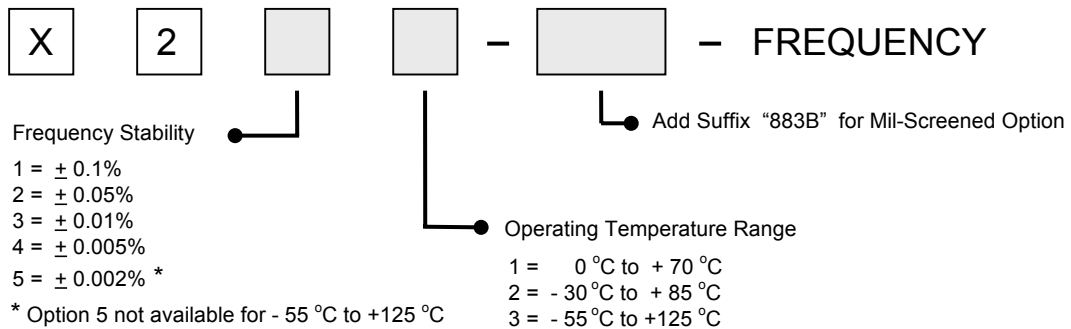 X 2 – – FREQUENCY
Add Suffix “883B” for Mil-Screened Option
Frequency Stability
1 = ± 0.1%
2 = ± 0.05%
3 = ± 0.01%
4 = ± 0.005%
5 = ± 0.002% *
* Option 5 not available for - 55 °C to +125 °C
Operating Temperature Range
1 = 0 °C to + 70 °C
2 = - 30 °C to + 85 °C
3 = - 55 °C to +125 °C